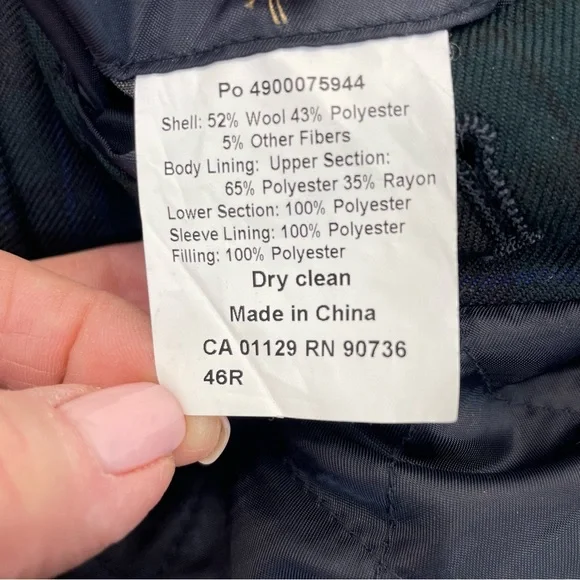 Po 4900075944
Shell: 52% Wool 43% Polyester
5% Other Fibers
Body Lining: Upper Section:
65% Polyester 35% Rayon
Lower Section: 100% Polyester
Sleeve Lining: 100% Polyester
Filling: 100% Polyester
Dry clean
Made in China
CA 01129 RN 90736
46R